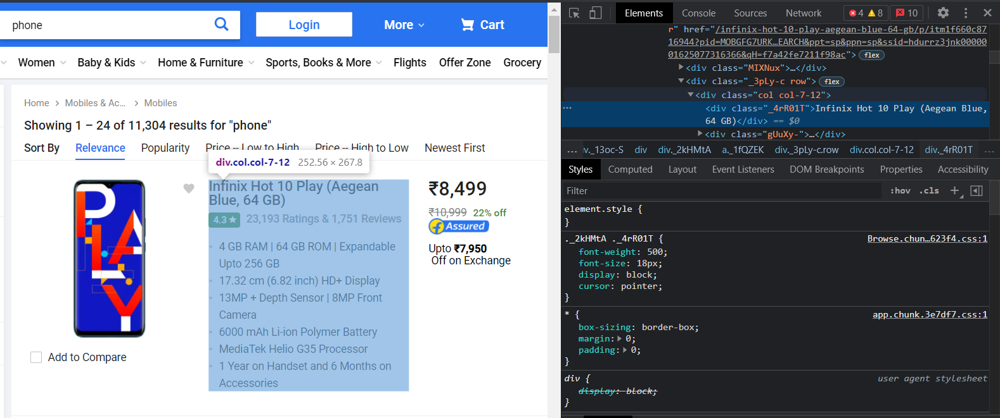 phone
Login
More
Cart
Women
Baby & Kids
Home & Furniture
Sports, Books & More
Flights
Offer Zone
Grocery
Home
Mobiles & Ac...
Mobiles
Showing 1 – 24 of 11,304 results for "phone"
Sort By
Relevance
Popularity
Price -- Low to High
Price -- High to Low
Newest First
div.col.col-7-12 252.56 × 267.8
PLAY
Infinix Hot 10 Play (Aegean
Blue, 64 GB)
4.3 ★
23,193 Ratings & 1,751 Reviews
4 GB RAM | 64 GB ROM | Expandable
Upto 256 GB
17.32 cm (6.82 inch) HD+ Display
13MP + Depth Sensor | 8MP Front
Camera
6000 mAh Li-ion Polymer Battery
MediaTek Helio G35 Processor
1 Year on Handset and 6 Months on
Accessories
₹8,499
₹10,999 22% off
f Assured
Upto ₹7,950
Off on Exchange
Add to Compare
Elements
Console
Sources
Network
4 8
10
r" href="/infinix-hot-10-play-aegean-blue-64-gb/p/itm1f660c87
16944?pid=MOBGFG7URK…EARCH&ppt=sp&ppn=sp&ssid=hdurrz3jnk00000
01625077316366&qH=f7a42fe7211f98ac"> flex
<div class="MIXNux">…</div>
<div class="_3pLy-c row"> flex
<div class="col col-7-12">
<div class="_4rR01T">Infinix Hot 10 Play (Aegean Blue,
64 GB)</div> == $0
<div class="gUuXy-">…</div>
... iv._13oc-S div div._2kHMtA a._1fQZEK div._3pLy-c.row div.col.col-7-12 div._4rR01T ...
Styles
Computed
Layout
Event Listeners
DOM Breakpoints
Properties
Accessibility
Filter
:hov .cls +
element.style {
}
._2kHMtA ._4rR01T {
Browse.chun…623f4.css:1
font-weight: 500;
font-size: 18px;
display: block;
cursor: pointer;
}
* {
app.chunk.3e7df7.css:1
box-sizing: border-box;
margin: 0;
padding: 0;
}
div {
user agent stylesheet
display: block;
}